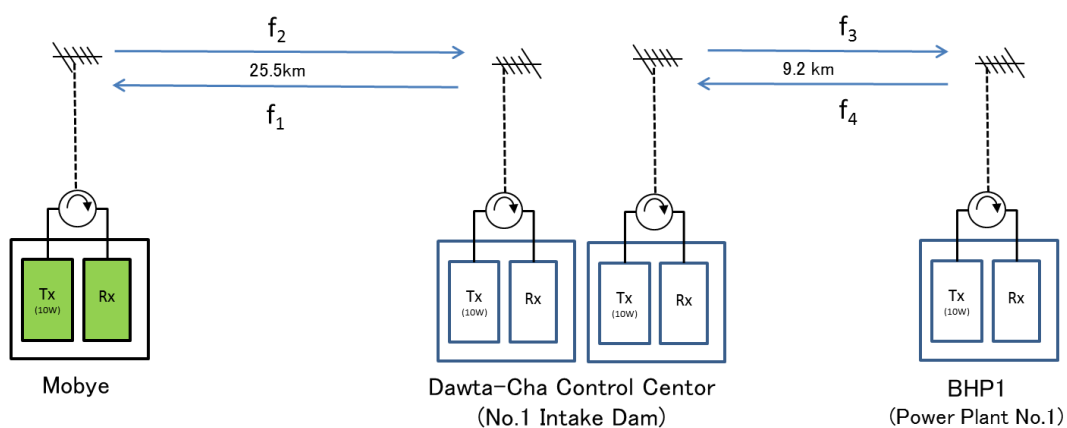 f2
f3
25.5km
9.2 km
f1
f4
Tx
(10W)
Rx
Tx
(10W)
Rx
Tx
(10W)
Rx
Tx
(10W)
Rx
Mobye
Dawta-Cha Control Centor
(No.1 Intake Dam)
BHP1
(Power Plant No.1)